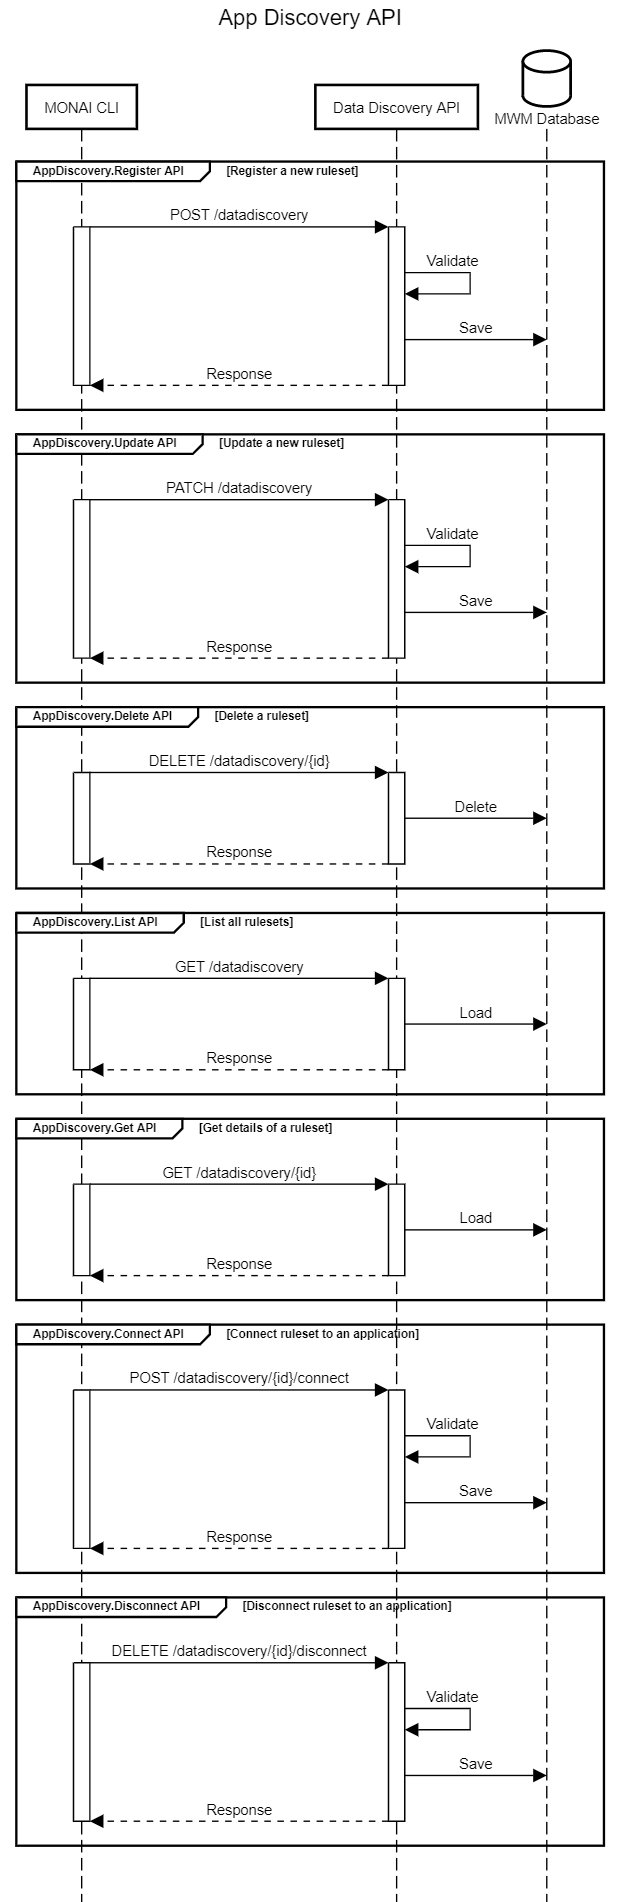 App Discovery API
MONAI CLI
Data Discovery API
MWM Database
AppDiscovery.Register API
[Register a new ruleset]
POST /datadiscovery
Validate
Save
Response
AppDiscovery.Update API
[Update a new ruleset]
PATCH /datadiscovery
Validate
Save
Response
AppDiscovery.Delete API
[Delete a ruleset]
DELETE /datadiscovery/{id}
Delete
Response
AppDiscovery.List API
[List all rulesets]
GET /datadiscovery
Load
Response
AppDiscovery.Get API
[Get details of a ruleset]
GET /datadiscovery/{id}
Load
Response
AppDiscovery.Connect API
[Connect ruleset to an application]
POST /datadiscovery/{id}/connect
Validate
Save
Response
AppDiscovery.Disconnect API
[Disconnect ruleset to an application]
DELETE /datadiscovery/{id}/disconnect
Validate
Save
Response